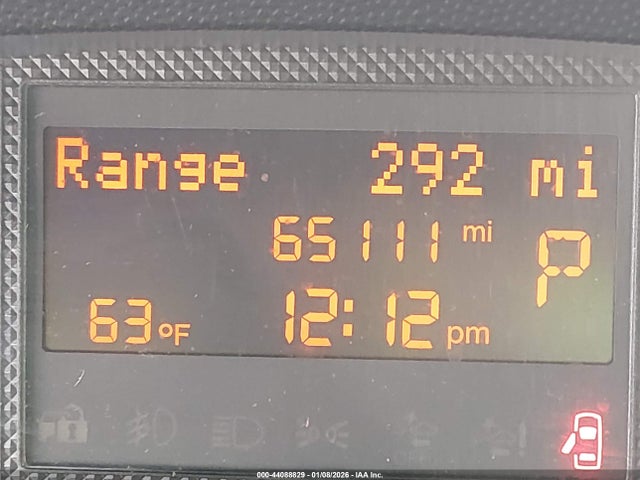 Range 292 mi
65111 mi
P
63°F 12:12 pm
000-44088829 - 01/08/2026 - IAA Inc.